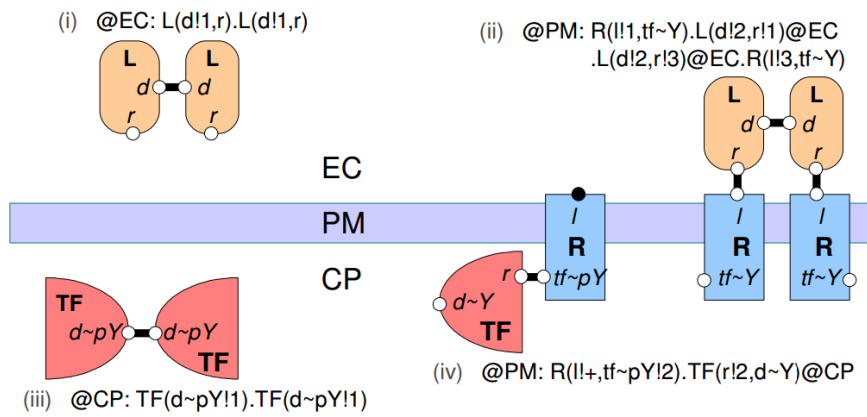 (i) @EC: L(d!1,r).L(d!1,r)
(ii) @PM: R(l!1,tf~Y).L(d!2,r!1)@EC
.L(d!2,r!3)@EC.R(l!3,tf~Y)
L L
d d
r r
L L
d d
r r
EC
PM
l l l
R R R
CP
r tf~pY tf~Y tf~Y
d~Y
TF
TF
d~pY d~pY
TF
(iii) @CP: TF(d~pY!1).TF(d~pY!1)
(iv) @PM: R(l!+,tf~pY!2).TF(r!2,d~Y)@CP